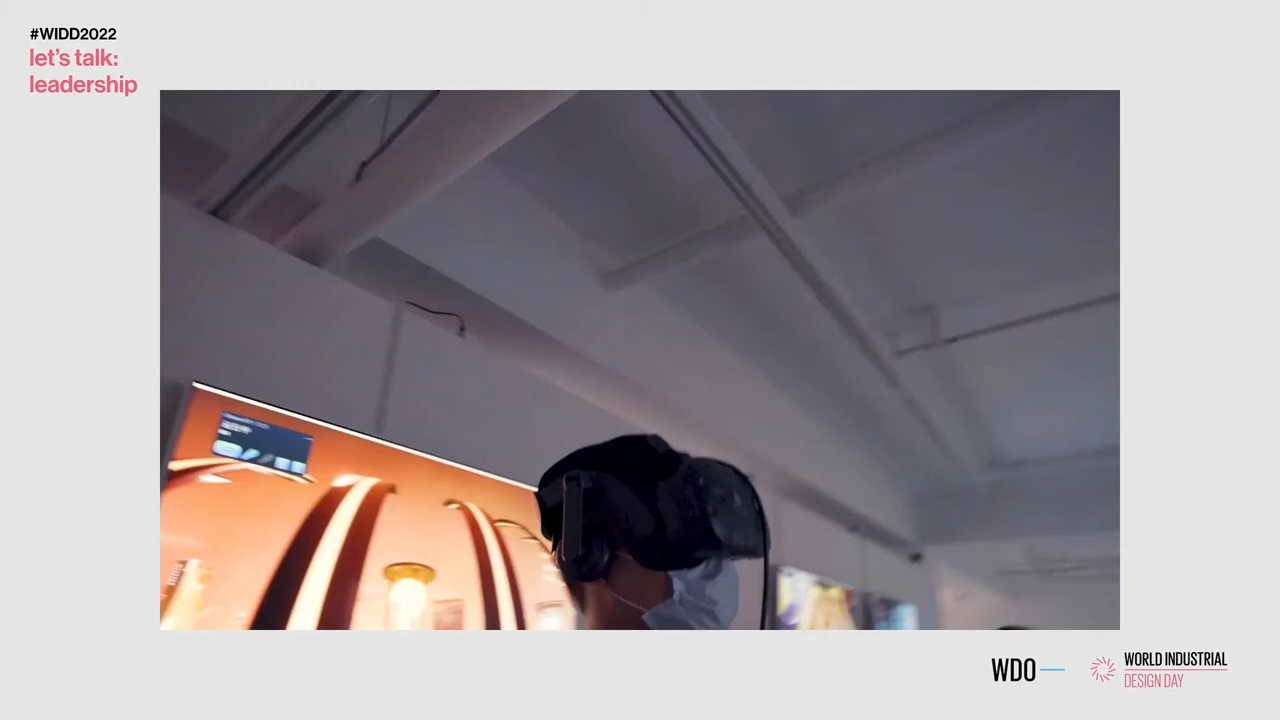 #WIDD2022
let's talk:
leadership
WDO
WORLD INDUSTRIAL
DESIGN DAY